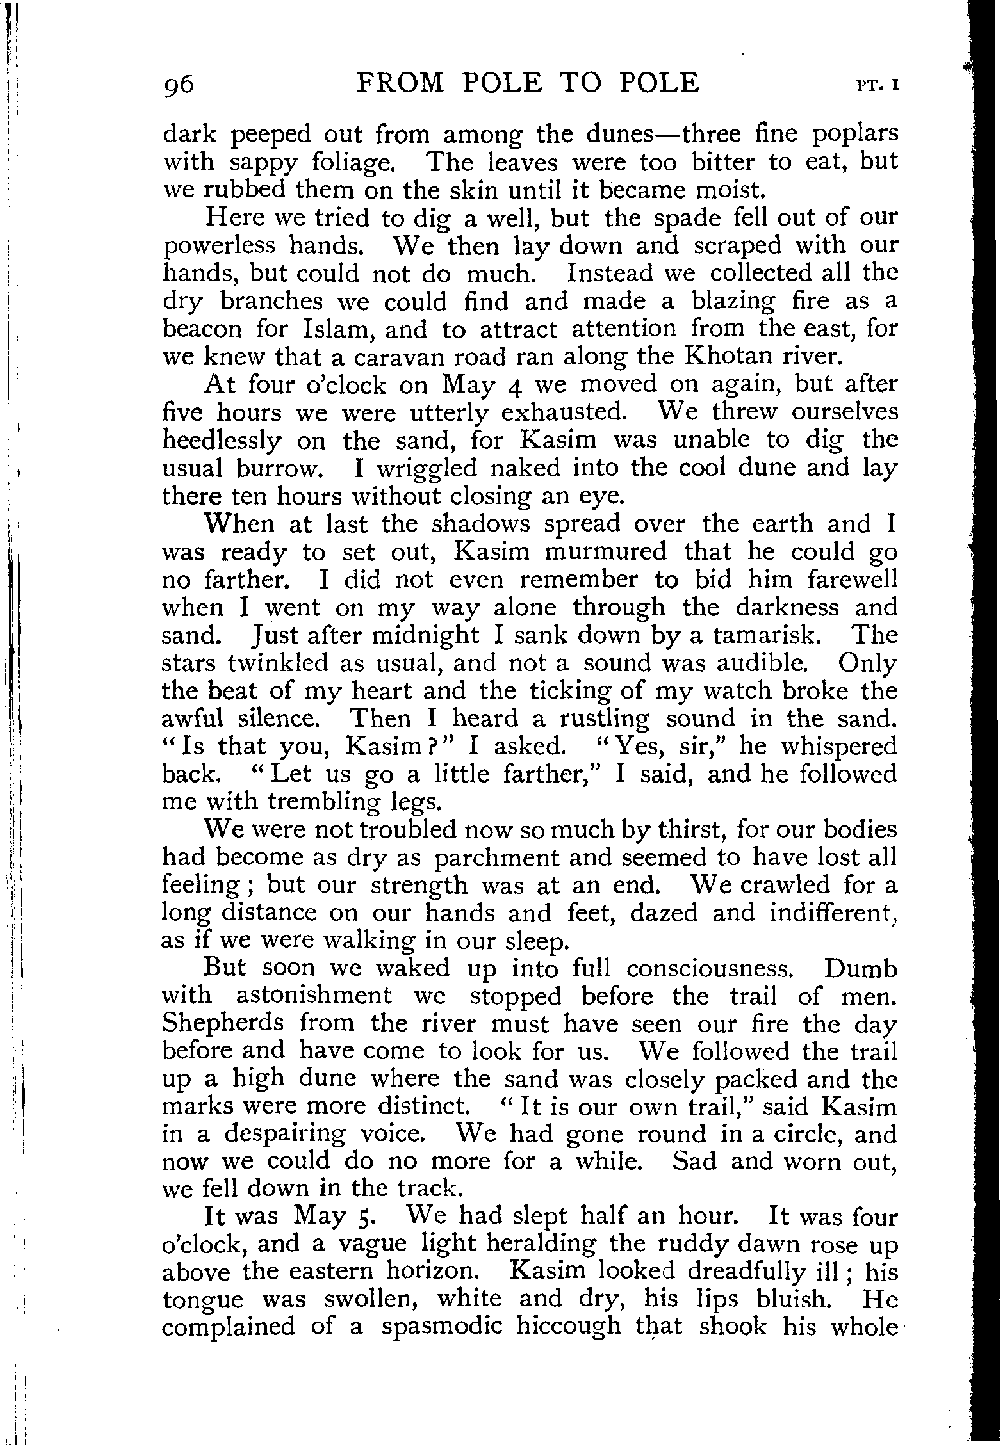 96 FROM POLE TO POLE PT. I
dark peeped out from among the dunes—three fine poplars
with sappy foliage. The leaves were too bitter to eat, but
we rubbed them on the skin until it became moist.
Here we tried to dig a well, but the spade fell out of our
powerless hands. We then lay down and scraped with our
hands, but could not do much. Instead we collected all the
dry branches we could find and made a blazing fire as a
beacon for Islam, and to attract attention from the east, for
we knew that a caravan road ran along the Khotan river.
At four o'clock on May 4 we moved on again, but after
five hours we were utterly exhausted. We threw ourselves
heedlessly on the sand, for Kasim was unable to dig the
usual burrow. I wriggled naked into the cool dune and lay
there ten hours without closing an eye.
When at last the shadows spread over the earth and I
was ready to set out, Kasim murmured that he could go
no farther. I did not even remember to bid him farewell
when I went on my way alone through the darkness and
sand. Just after midnight I sank down by a tamarisk. The
stars twinkled as usual, and not a sound was audible. Only
the beat of my heart and the ticking of my watch broke the
awful silence. Then I heard a rustling sound in the sand.
"Is that you, Kasim?" I asked. "Yes, sir," he whispered
back. "Let us go a little farther," I said, and he followed
me with trembling legs.
We were not troubled now so much by thirst, for our bodies
had become as dry as parchment and seemed to have lost all
feeling; but our strength was at an end. We crawled for a
long distance on our hands and feet, dazed and indifferent,
as if we were walking in our sleep.
But soon we waked up into full consciousness. Dumb
with astonishment we stopped before the trail of men.
Shepherds from the river must have seen our fire the day
before and have come to look for us. We followed the trail
up a high dune where the sand was closely packed and the
marks were more distinct. "It is our own trail," said Kasim
in a despairing voice. We had gone round in a circle, and
now we could do no more for a while. Sad and worn out,
we fell down in the track.
It was May 5. We had slept half an hour. It was four
o'clock, and a vague light heralding the ruddy dawn rose up
above the eastern horizon. Kasim looked dreadfully ill; his
tongue was swollen, white and dry, his lips bluish. He
complained of a spasmodic hiccough that shook his whole